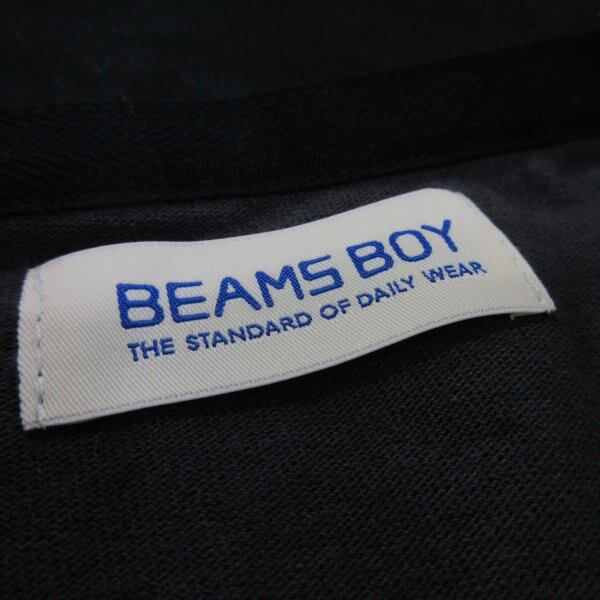 BEAMS BOY
THE STANDARD OF DAILY WEAR